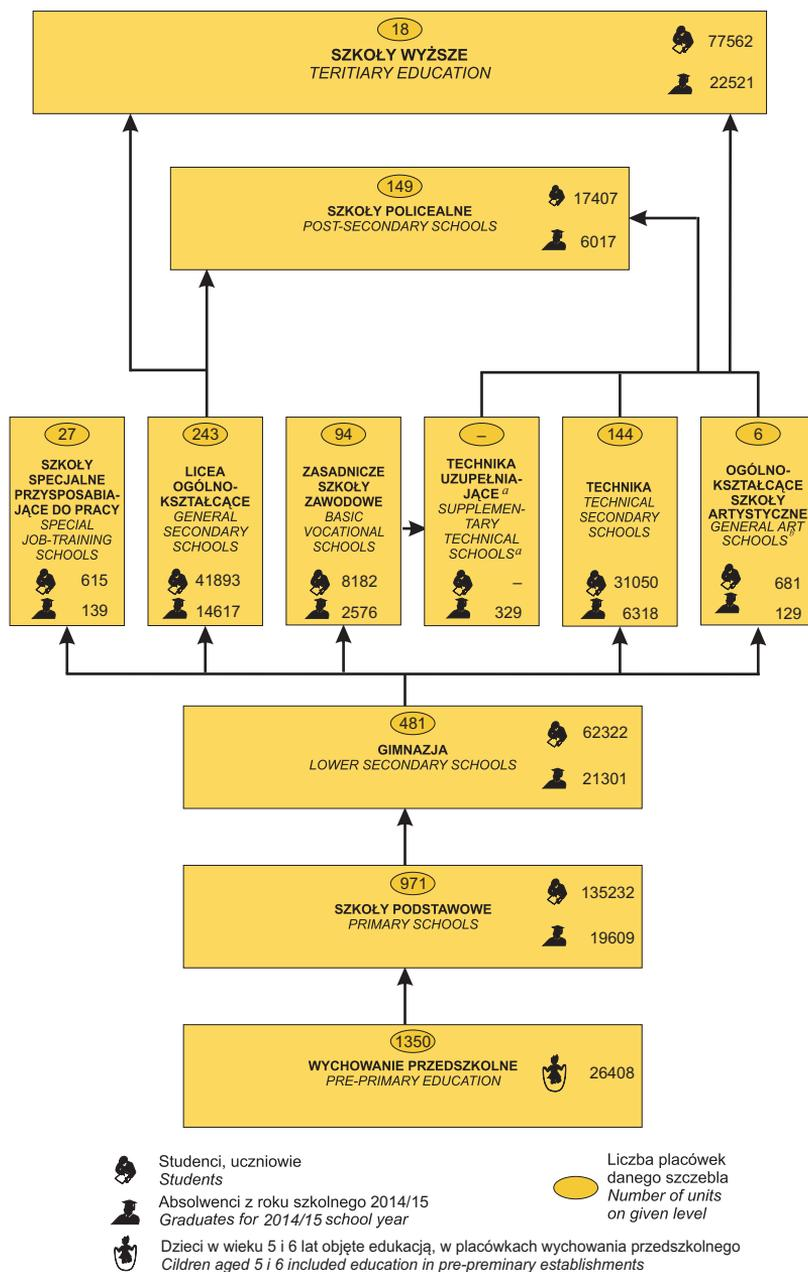 18
SZKOŁY WYŻSZE
TERITIARY EDUCATION
77562
22521
149
SZKOŁY POLICEALNE
POST-SECONDARY SCHOOLS
17407
6017
27
SZKOŁY
SPECJALNE
PRZYSPOSABIA-
JĄCE DO PRACY
SPECIAL
JOB-TRAINING
SCHOOLS
615
139
243
LICEA
OGÓLNO-
KSZTAŁCĄCE
GENERAL
SECONDARY
SCHOOLS
41893
14617
94
ZASADNICZE
SZKOŁY
ZAWODOWE
BASIC
VOCATIONAL
SCHOOLS
8182
2576
–
TECHNIKA
UZUPEŁNIA-
JĄCE a
SUPPLEMEN-
TARY
TECHNICAL
SCHOOLSa
–
329
144
TECHNIKA
TECHNICAL
SECONDARY
SCHOOLS
31050
6318
6
OGÓLNO-
KSZTAŁCĄCE
SZKOŁY
ARTYSTYCZNE
GENERAL ART
SCHOOLS
681
129
481
GIMNAZJA
LOWER SECONDARY SCHOOLS
62322
21301
971
SZKOŁY PODSTAWOWE
PRIMARY SCHOOLS
135232
19609
1350
WYCHOWANIE PRZEDSZKOLNE
PRE-PRIMARY EDUCATION
26408
Studenci, uczniowie
Students
Absolwenci z roku szkolnego 2014/15
Graduates for 2014/15 school year
Dzieci w wieku 5 i 6 lat objęte edukacją, w placówkach wychowania przedszkolnego
Cildren aged 5 i 6 included education in pre-preminary establishments
Liczba placówek
danego szczebla
Number of units
on given level